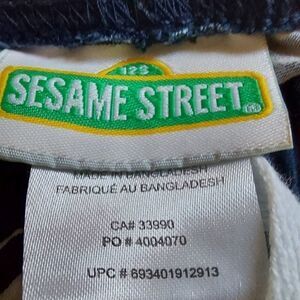 123
SESAME STREET
MADE IN BANGLADESH
FABRIQUÉ AU BANGLADESH
CA# 33990
PO # 4004070
UPC # 693401912913